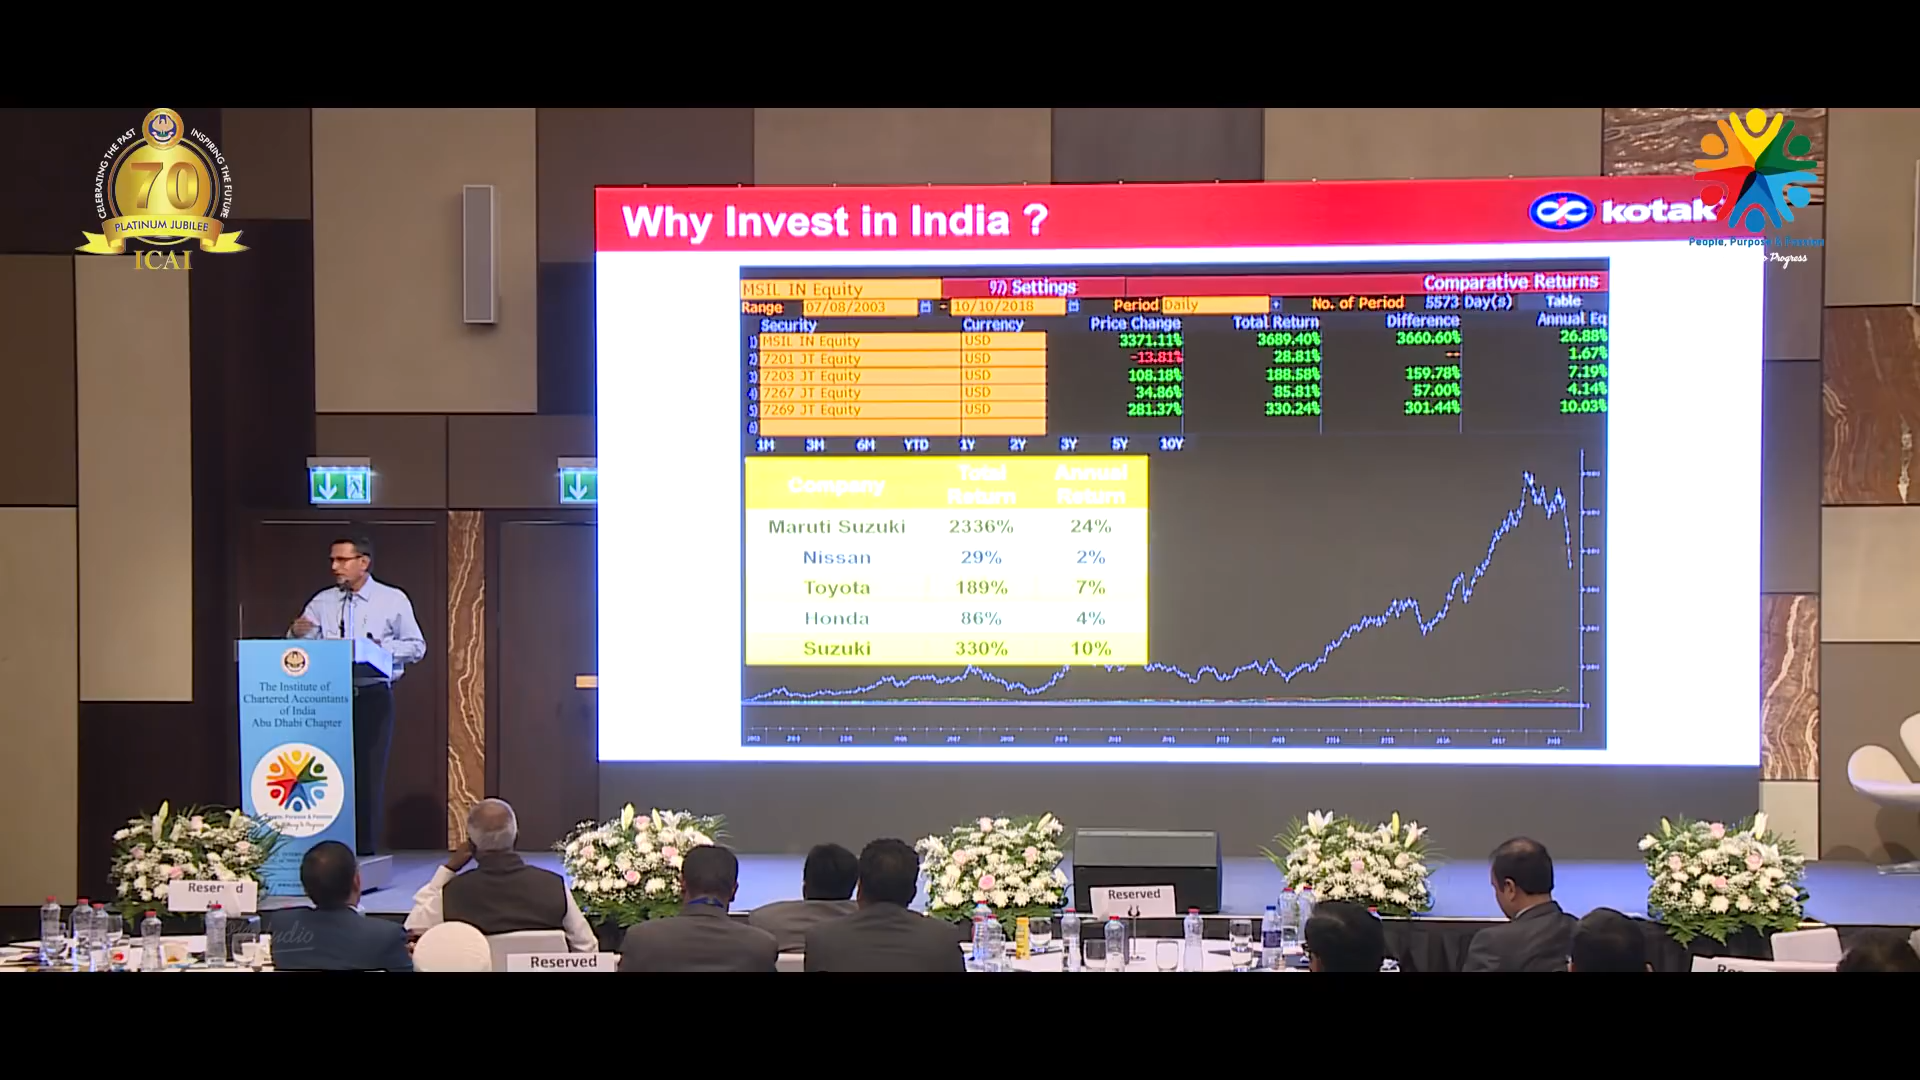 CELEBRATING THE PAST
INSPIRING THE FUTURE
70
PLATINUM JUBILEE
ICAI
Why Invest in India ?
kotak
People, Purpose & Passion
Progress
MSIL IN Equity 97) Settings Comparative Returns
Range 07/08/2003 - 10/10/2018 Period Daily No. of Period 5573 Day(s) Table
Security Currency Price Change Total Return Difference Annual Eq
1) MSIL IN Equity USD 3371.11% 3689.40% 3660.60% 26.88%
2) 7201 JT Equity USD -13.81% 28.81% -- 1.67%
3) 7203 JT Equity USD 108.18% 188.58% 159.78% 7.19%
4) 7267 JT Equity USD 34.86% 85.81% 57.00% 4.14%
5) 7269 JT Equity USD 281.37% 330.24% 301.44% 10.03%
6)
1M 3M 6M YTD 1Y 2Y 3Y 5Y 10Y
Company Total Return Annual Return
Maruti Suzuki 2336% 24%
Nissan 29% 2%
Toyota 189% 7%
Honda 86% 4%
Suzuki 330% 10%
The Institute of
Chartered Accountants
of India
Abu Dhabi Chapter
People, Purpose & Passion
Reserved
Reserved
Reserved